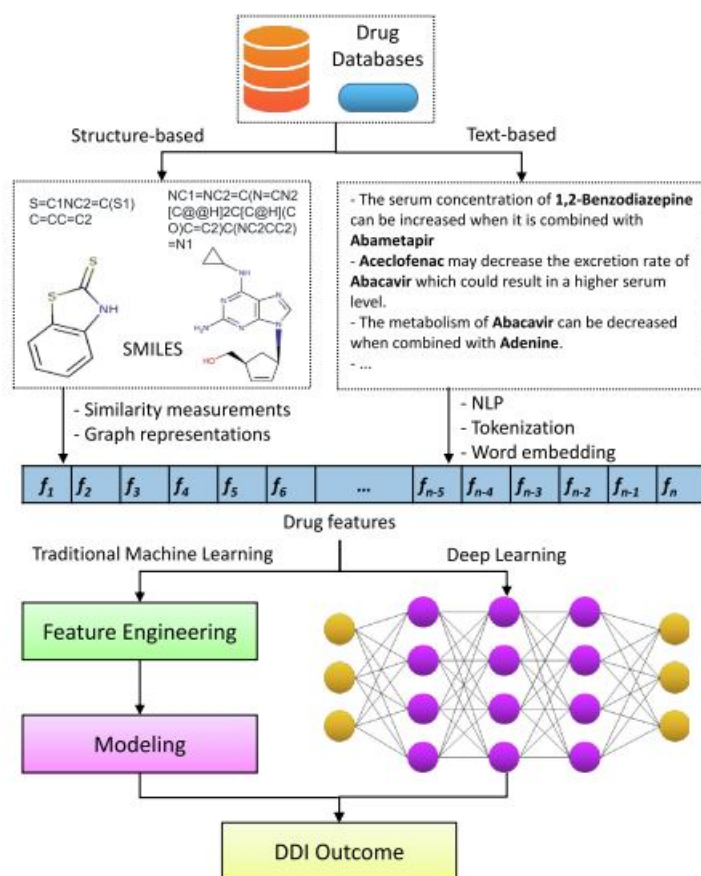 Drug
Databases
Structure-based
Text-based
S=C1NC2=C(S1)
C=CC=C2
NC1=NC2=C(N=CN2
[C@@H]2C[C@H](C
O)C=C2)C(NC2CC2)
=N1
S
S
NH
SMILES
NH
N
N
NH₂
N
N
HO
- The serum concentration of 1,2-Benzodiazepine
can be increased when it is combined with
Abametapir
- Aceclofenac may decrease the excretion rate of
Abacavir which could result in a higher serum
level.
- The metabolism of Abacavir can be decreased
when combined with Adenine.
- ...
- Similarity measurements
- Graph representations
- NLP
- Tokenization
- Word embedding
f1 f2 f3 f4 f5 f6 ... fn-5 fn-4 fn-3 fn-2 fn-1 fn
Drug features
Traditional Machine Learning
Deep Learning
Feature Engineering
Modeling
DDI Outcome